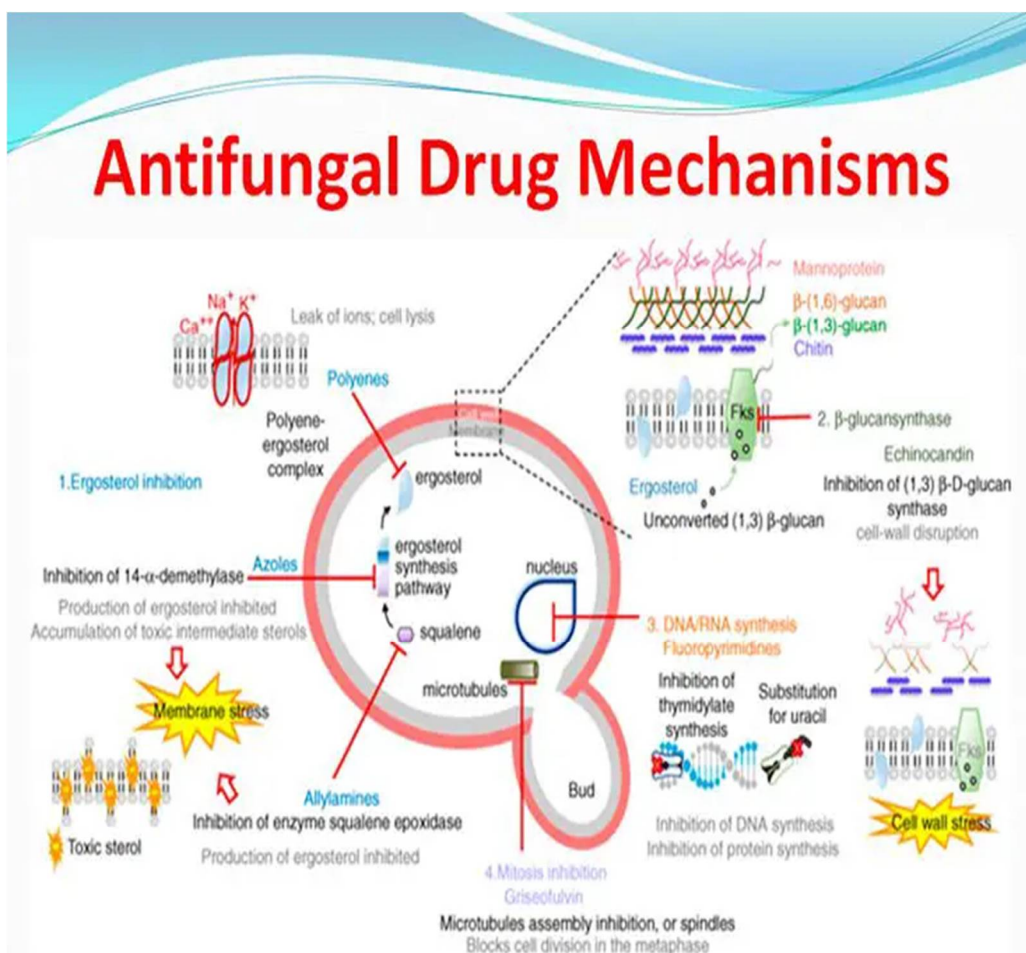 Antifungal Drug Mechanisms
Na⁺ K⁺
Ca⁺⁺
Leak of ions; cell lysis
Polyenes
Polyene-
ergosterol
complex
ergosterol
1.Ergosterol inhibition
Azoles
Inhibition of 14-α-demethylase
Production of ergosterol inhibited
Accumulation of toxic intermediate sterols
ergosterol
synthesis
pathway
squalene
Membrane stress
Toxic sterol
Allylamines
Inhibition of enzyme squalene epoxidase
Production of ergosterol inhibited
Cell wall
Membrane
nucleus
microtubules
Bud
4.Mitosis inhibition
Griseofulvin
Microtubules assembly inhibition, or spindles
Blocks cell division in the metaphase
Mannoprotein
β-(1,6)-glucan
β-(1,3)-glucan
Chitin
Fks
2. β-glucansynthase
Echinocandin
Inhibition of (1,3) β-D-glucan
synthase
cell-wall disruption
Ergosterol
Unconverted (1,3) β-glucan
3. DNA/RNA synthesis
Fluoropyrimidines
Inhibition of
thymidylate
synthesis
Substitution
for uracil
Inhibition of DNA synthesis
Inhibition of protein synthesis
Fks
Cell wall stress